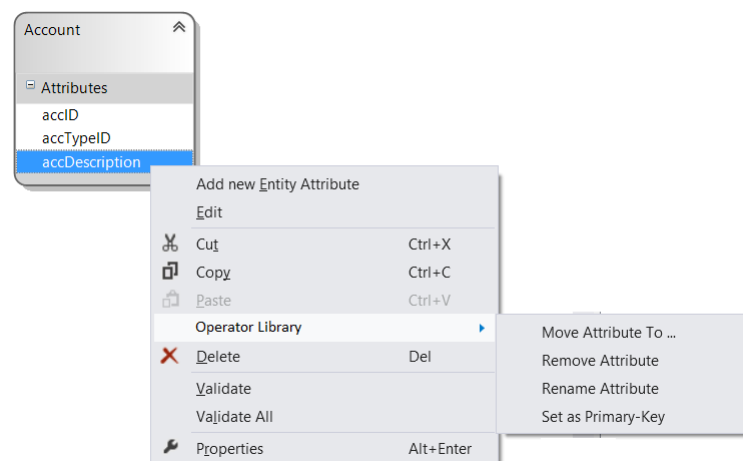 Account
Attributes
accID
accTypeID
accDescription
Add new Entity Attribute
Edit
Cut Ctrl+X
Copy Ctrl+C
Paste Ctrl+V
Operator Library
Delete Del
Validate
Validate All
Properties Alt+Enter
Move Attribute To ...
Remove Attribute
Rename Attribute
Set as Primary-Key